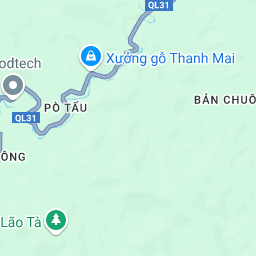 QL31
Xưởng gỗ Thanh Mai
odtech
BẢN CHUÔ
PÒ TẤU
QL31
ÔNG
Lão Tà